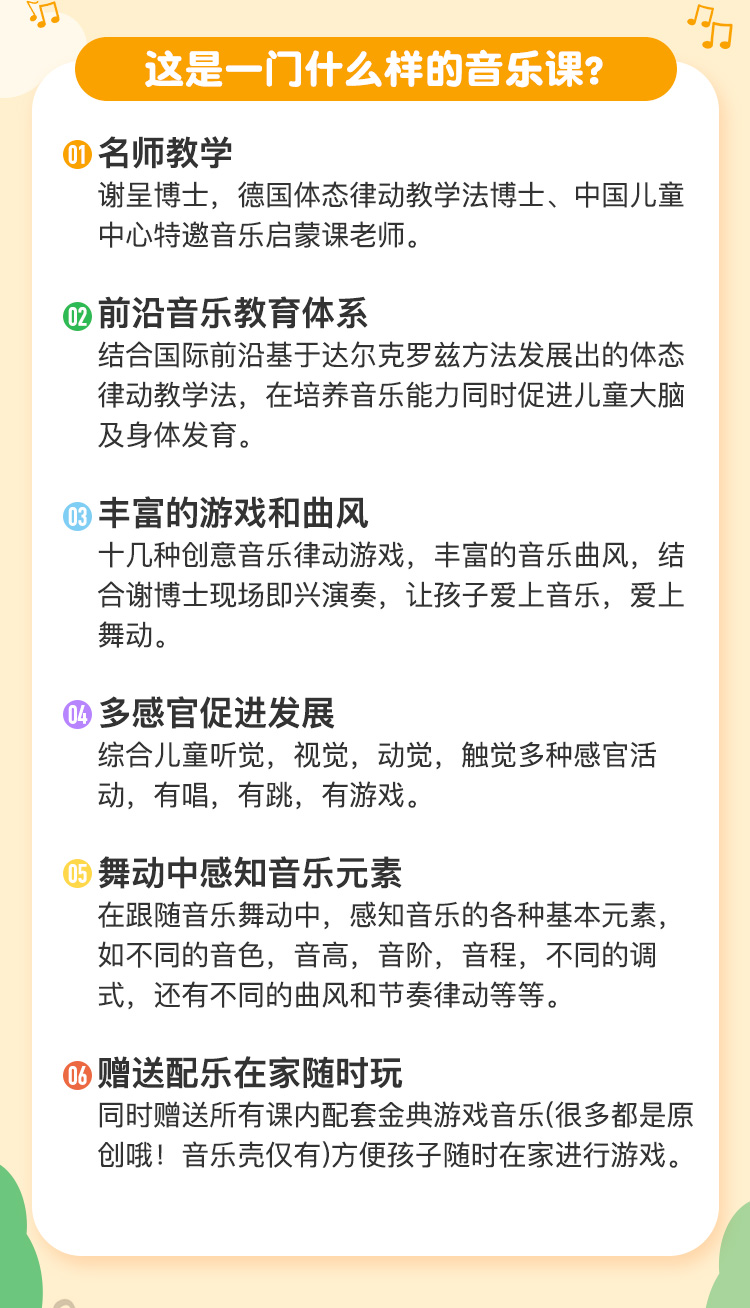 这是一门什么样的音乐课?
01 名师教学
谢呈博士，德国体态律动教学法博士、中国儿童
中心特邀音乐启蒙课老师。
02 前沿音乐教育体系
结合国际前沿基于达尔克罗兹方法发展出的体态
律动教学法，在培养音乐能力同时促进儿童大脑
及身体发育。
03 丰富的游戏和曲风
十几种创意音乐律动游戏，丰富的音乐曲风，结
合谢博士现场即兴演奏，让孩子爱上音乐，爱上
舞动。
04 多感官促进发展
综合儿童听觉，视觉，动觉，触觉多种感官活
动，有唱，有跳，有游戏。
05 舞动中感知音乐元素
在跟随音乐舞动中，感知音乐的各种基本元素，
如不同的音色，音高，音阶，音程，不同的调
式，还有不同的曲风和节奏律动等等。
06 赠送配乐在家随时玩
同时赠送所有课内配套金典游戏音乐(很多都是原
创哦！音乐壳仅有)方便孩子随时在家进行游戏。